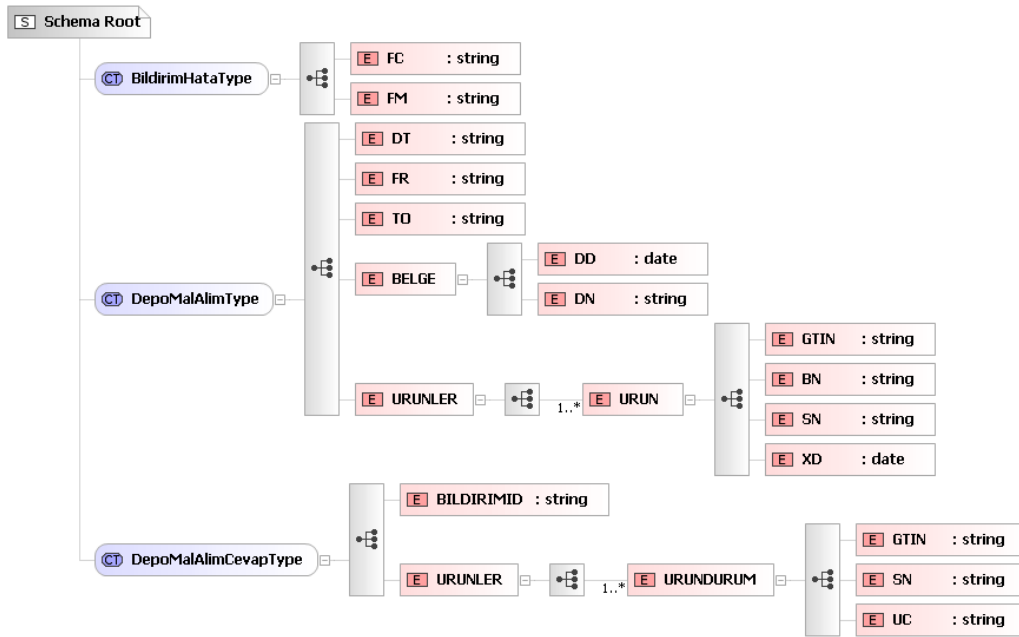 S Schema Root
CT BildirimHataType
E FC : string
E FM : string
CT DepoMalAlimType
E DT : string
E FR : string
E TO : string
E BELGE
E DD : date
E DN : string
E URUNLER
1..*
E URUN
E GTIN : string
E BN : string
E SN : string
E XD : date
CT DepoMalAlimCevapType
E BILDIRIMID : string
E URUNLER
1..*
E URUNDURUM
E GTIN : string
E SN : string
E UC : string